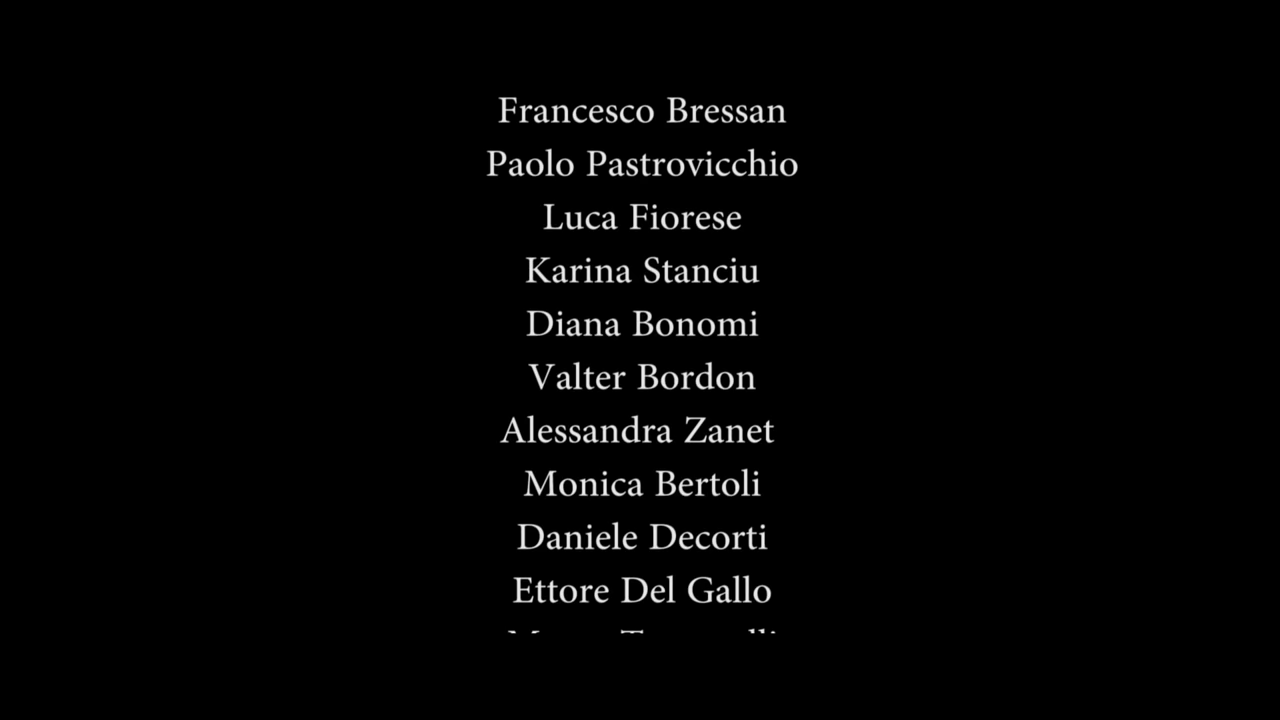 Francesco Bressan
Paolo Pastrovicchio
Luca Fiorese
Karina Stanciu
Diana Bonomi
Valter Bordon
Alessandra Zanet
Monica Bertoli
Daniele Decorti
Ettore Del Gallo